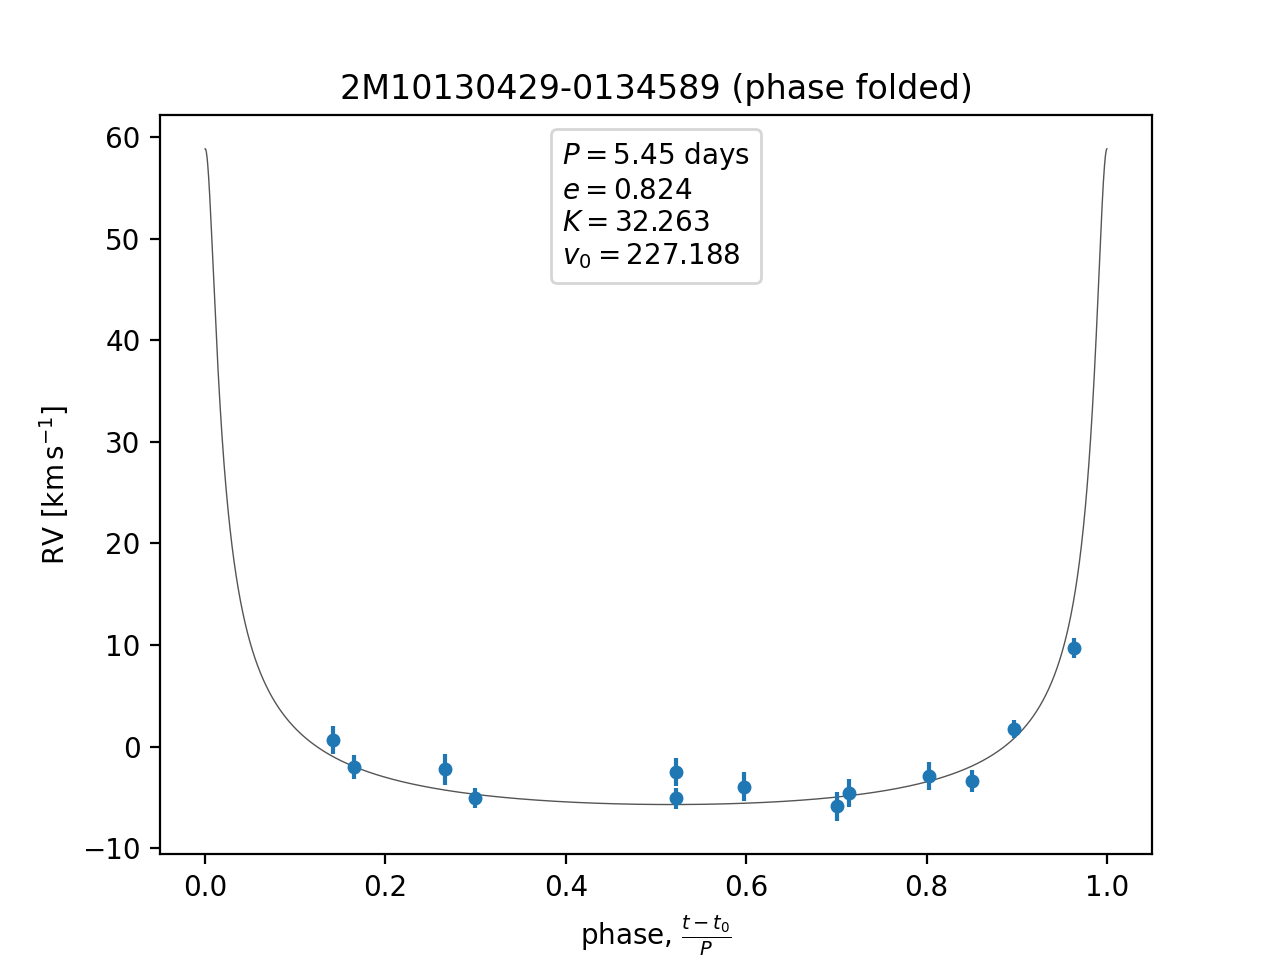 2M10130429-0134589 (phase folded)
P = 5.45 days
e = 0.824
K = 32.263
v₀ = 227.188
60
50
40
30
20
10
0
−10
RV [km s⁻¹]
0.0 0.2 0.4 0.6 0.8 1.0
phase, (t − t₀)/P